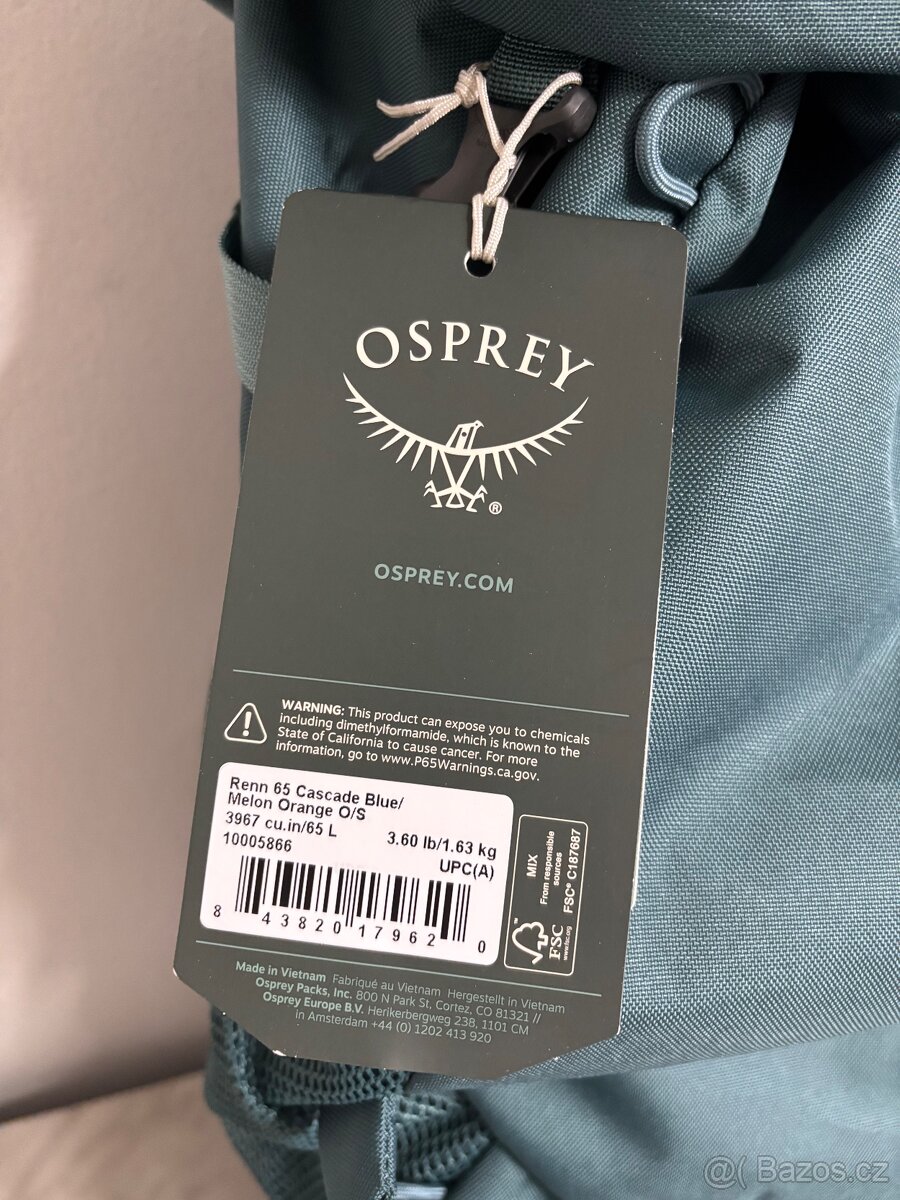 OSPREY
®
OSPREY.COM
WARNING: This product can expose you to chemicals
including dimethylformamide, which is known to the
State of California to cause cancer. For more
information, go to www.P65Warnings.ca.gov.
Renn 65 Cascade Blue/
Melon Orange O/S
3967 cu.in/65 L 3.60 lb/1.63 kg
10005866 UPC(A)
8 43820 17962 0
MIX
From responsible
sources
FSC® C187687
FSC
www.fsc.org
™
Made in Vietnam Fabriqué au Vietnam Hergestellt in Vietnam
Osprey Packs, Inc. 800 N Park St, Cortez, CO 81321 //
Osprey Europe B.V. Herikerbergweg 238, 1101 CM
in Amsterdam +44 (0) 1202 413 920
@( Bazos.cz